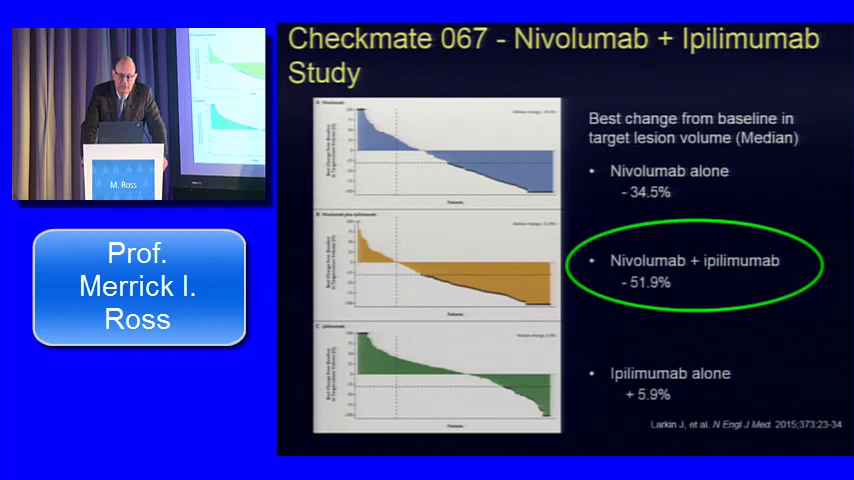 M. Ross
Prof.
Merrick I.
Ross
Checkmate 067 - Nivolumab + Ipilimumab
Study
Best change from baseline in
target lesion volume (Median)
• Nivolumab alone
- 34.5%
• Nivolumab + ipilimumab
- 51.9%
• Ipilimumab alone
+ 5.9%
Larkin J, et al. N Engl J Med. 2015;373:23-34